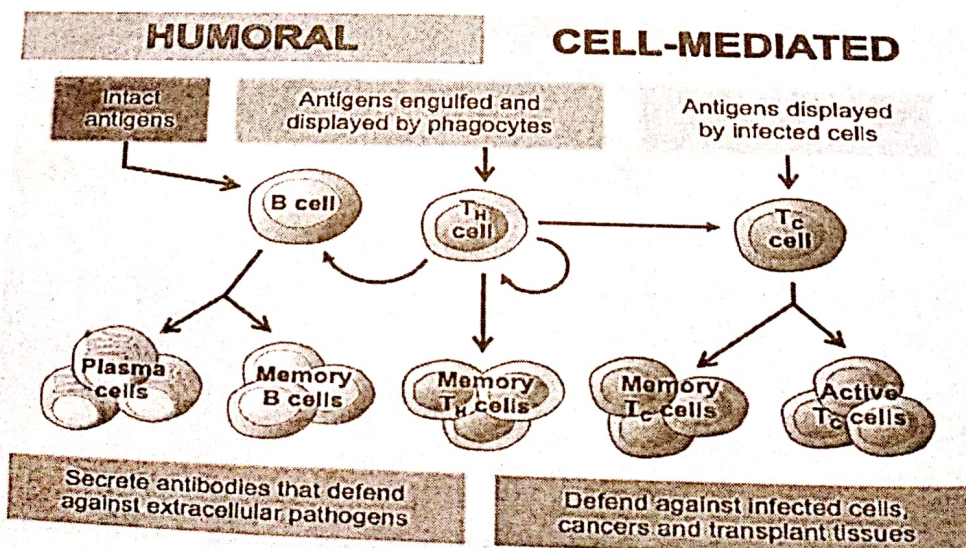 HUMORAL
CELL-MEDIATED
Intact
antigens
Antigens engulfed and
displayed by phagocytes
Antigens displayed
by infected cells
B cell
TH
cell
TC
cell
Plasma
cells
Memory
B cells
Memory
TH cells
Memory
TC cells
Active
TC cells
Secrete antibodies that defend
against extracellular pathogens
Defend against infected cells,
cancers and transplant tissues